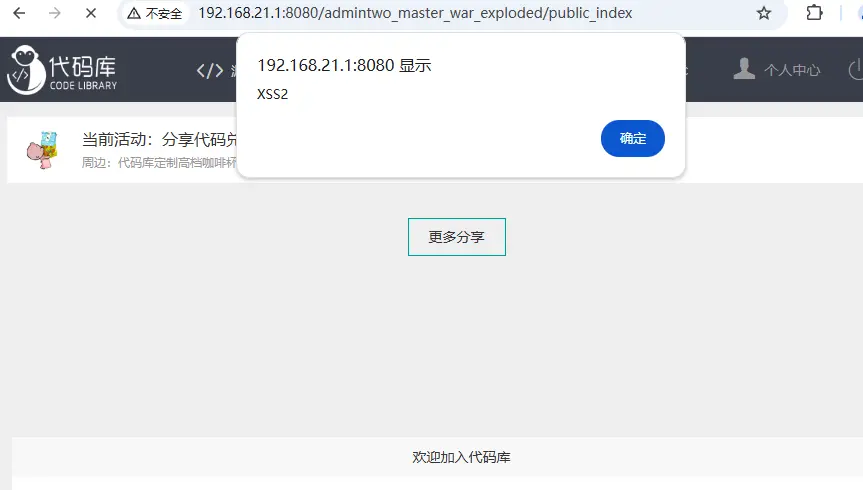 不安全 192.168.21.1:8080/admintwo_master_war_exploded/public_index
192.168.21.1:8080 显示
XSS2
确定
代码库
CODE LIBRARY
</>
个人中心
当前活动：分享代码
周边：代码库定制高档咖啡杯
更多分享
欢迎加入代码库